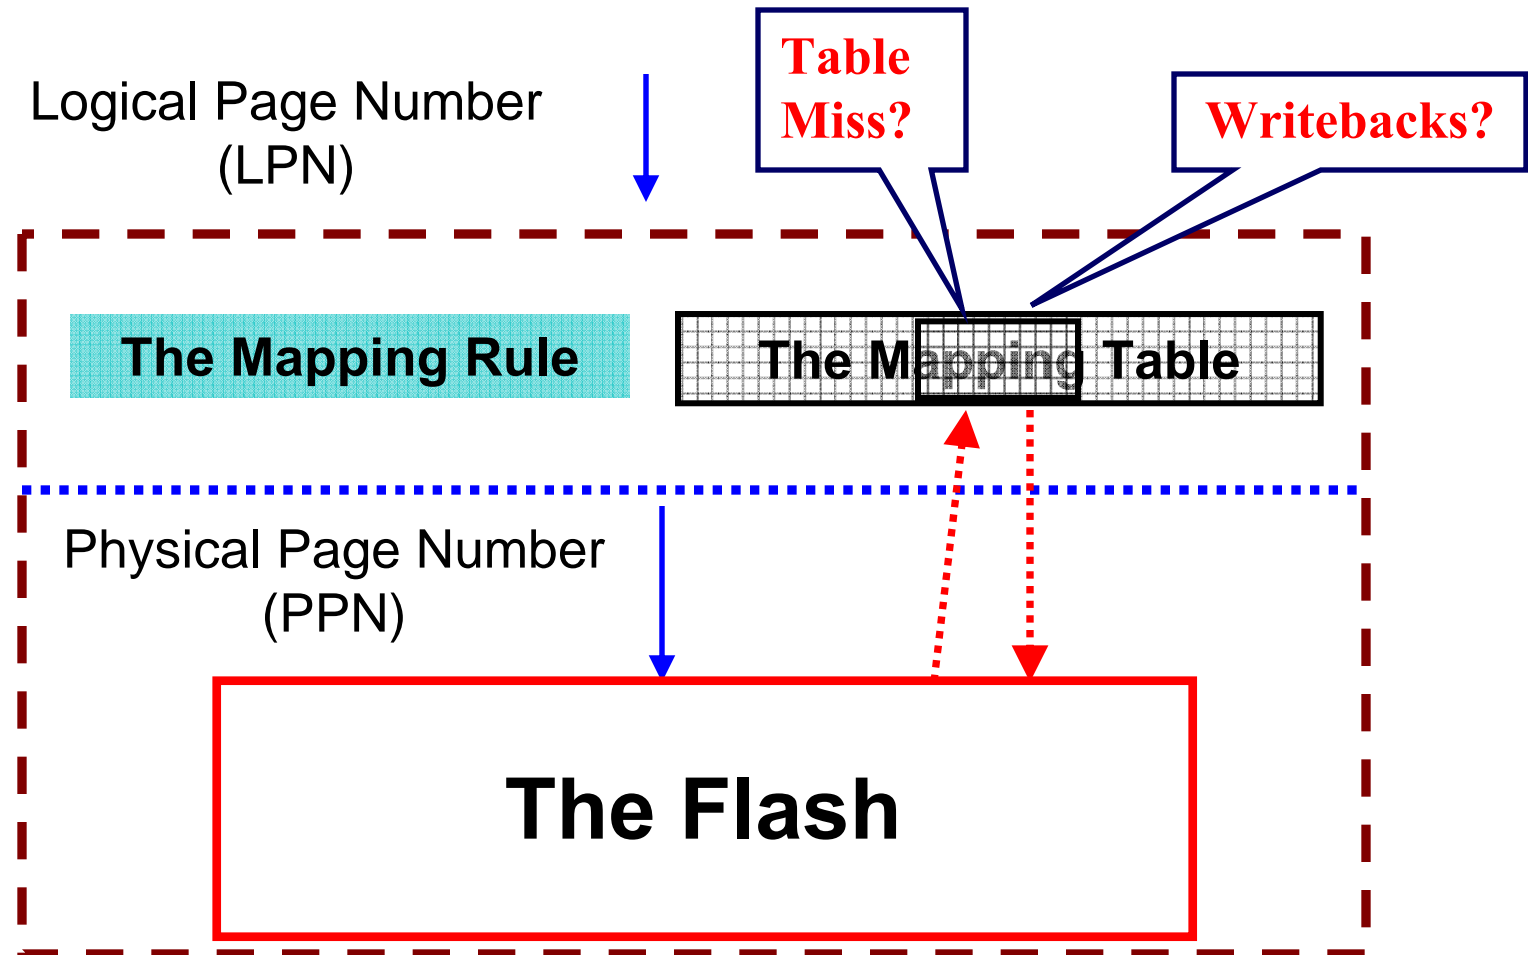 Table
Miss?
Writebacks?
Logical Page Number
(LPN)
The Mapping Rule
The Mapping Table
Physical Page Number
(PPN)
The Flash